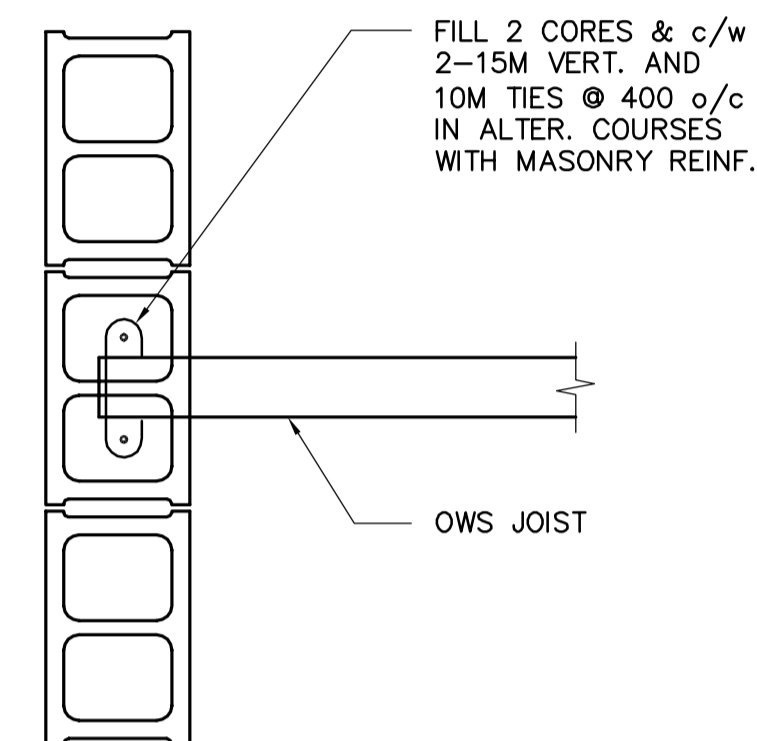 FILL 2 CORES & c/w
2-15M VERT. AND
10M TIES @ 400 o/c
IN ALTER. COURSES
WITH MASONRY REINF.
OWS JOIST